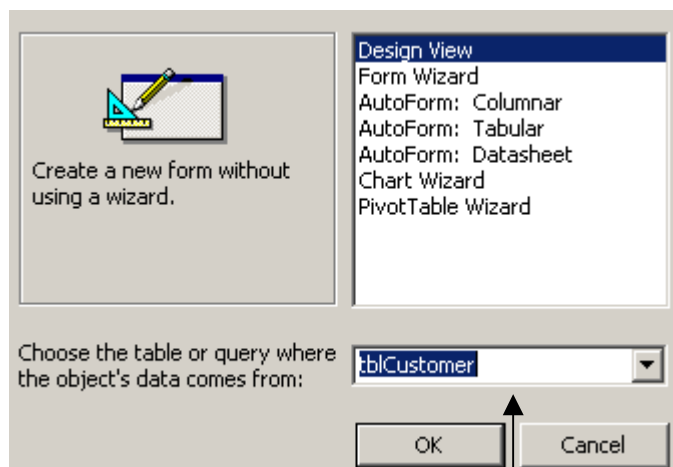 Create a new form without
using a wizard.
Design View
Form Wizard
AutoForm: Columnar
AutoForm: Tabular
AutoForm: Datasheet
Chart Wizard
PivotTable Wizard
Choose the table or query where
the object's data comes from:
tblCustomer
OK
Cancel